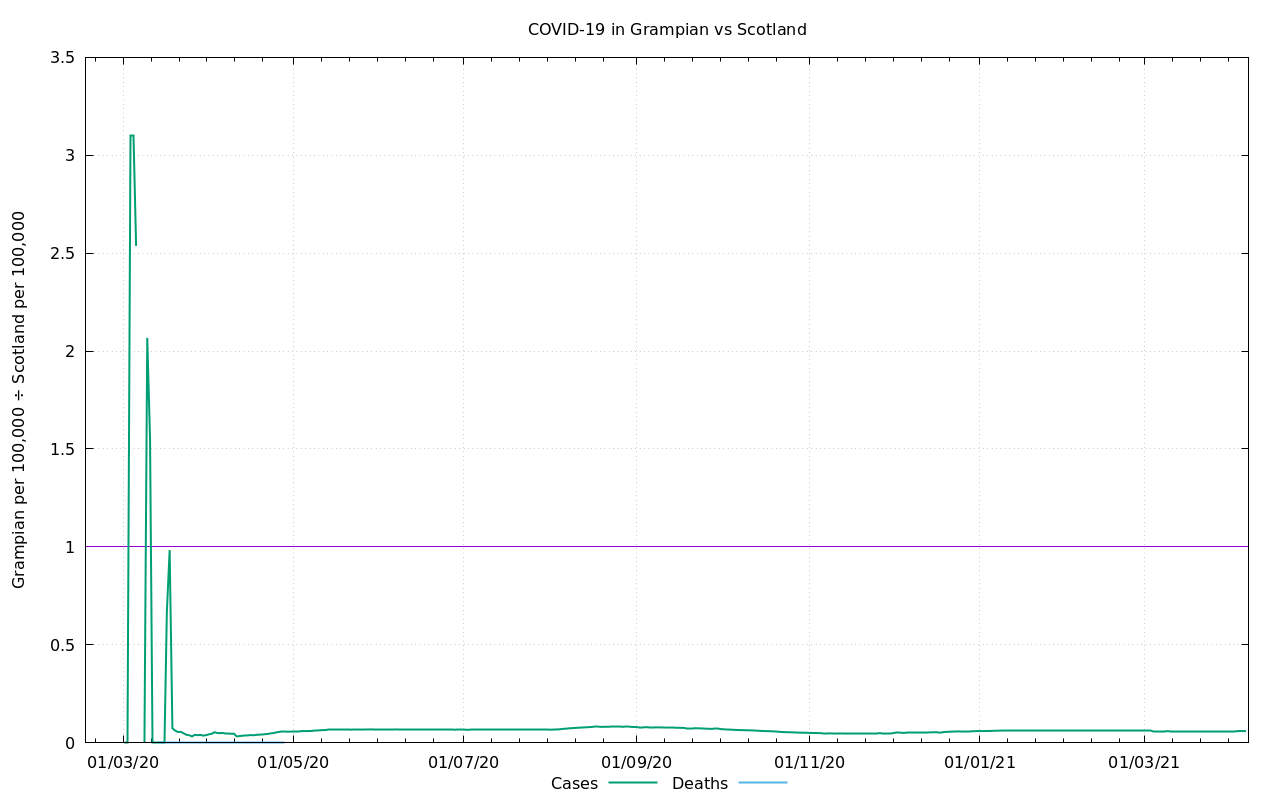 COVID-19 in Grampian vs Scotland
Grampian per 100,000 ÷ Scotland per 100,000
3.5
3
2.5
2
1.5
1
0.5
0
01/03/20 01/05/20 01/07/20 01/09/20 01/11/20 01/01/21 01/03/21
Cases Deaths